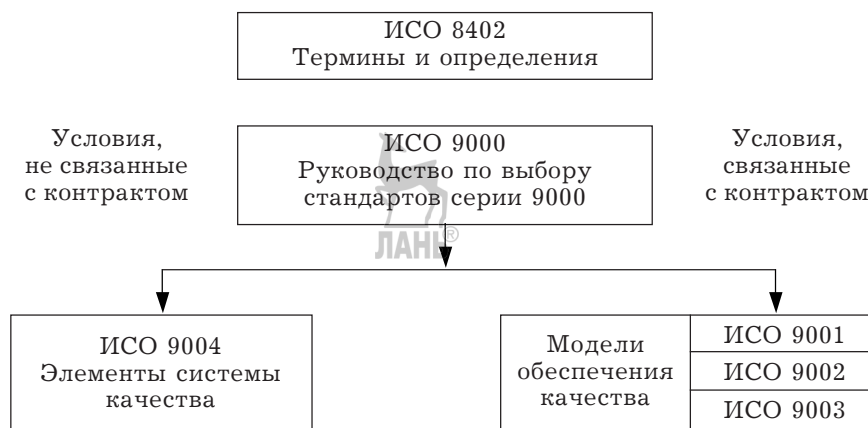 ИСО 8402
Термины и определения
Условия,
не связанные
с контрактом
ИСО 9000
Руководство по выбору
стандартов серии 9000
Условия,
связанные
с контрактом
ЛАНЬ®
ИСО 9004
Элементы системы
качества
Модели
обеспечения
качества
ИСО 9001
ИСО 9002
ИСО 9003